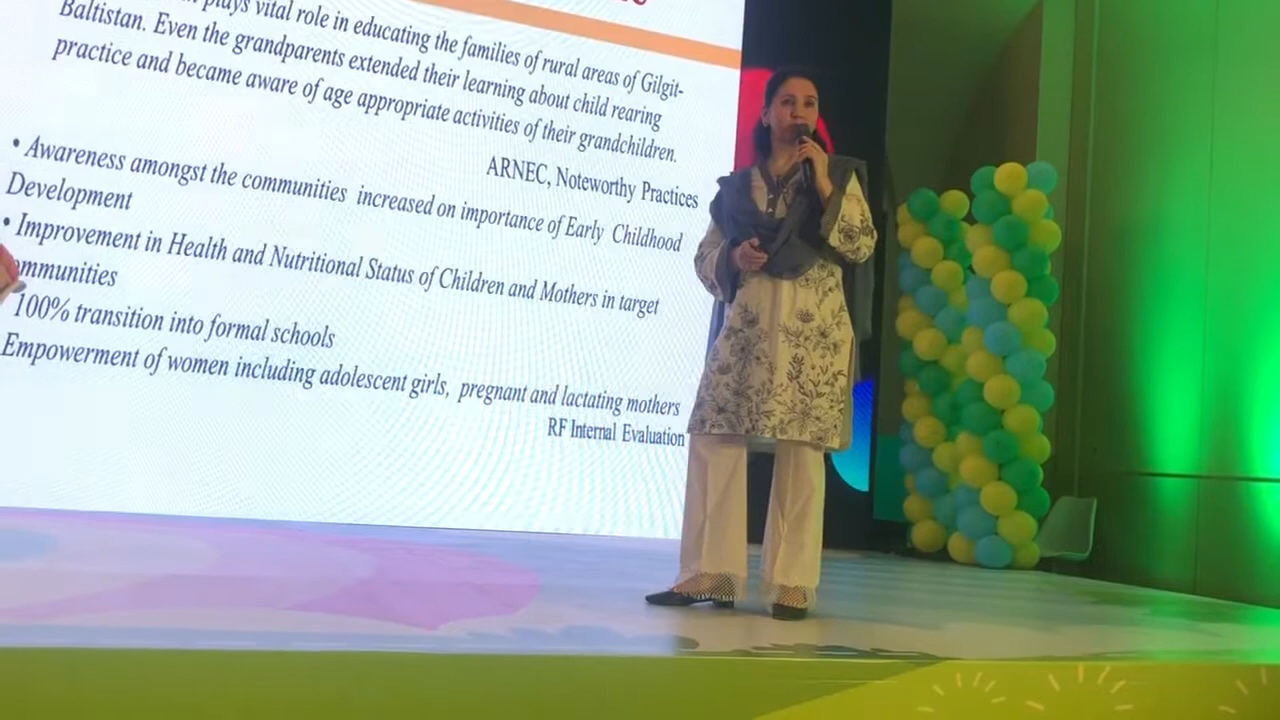 plays vital role in educating the families of rural areas of Gilgit-
Baltistan. Even the grandparents extended their learning about child rearing
practice and became aware of age appropriate activities of their grandchildren.
ARNEC, Noteworthy Practices
• Awareness amongst the communities increased on importance of Early Childhood
Development
• Improvement in Health and Nutritional Status of Children and Mothers in target
ommunities
100% transition into formal schools
Empowerment of women including adolescent girls, pregnant and lactating mothers
RF Internal Evaluation